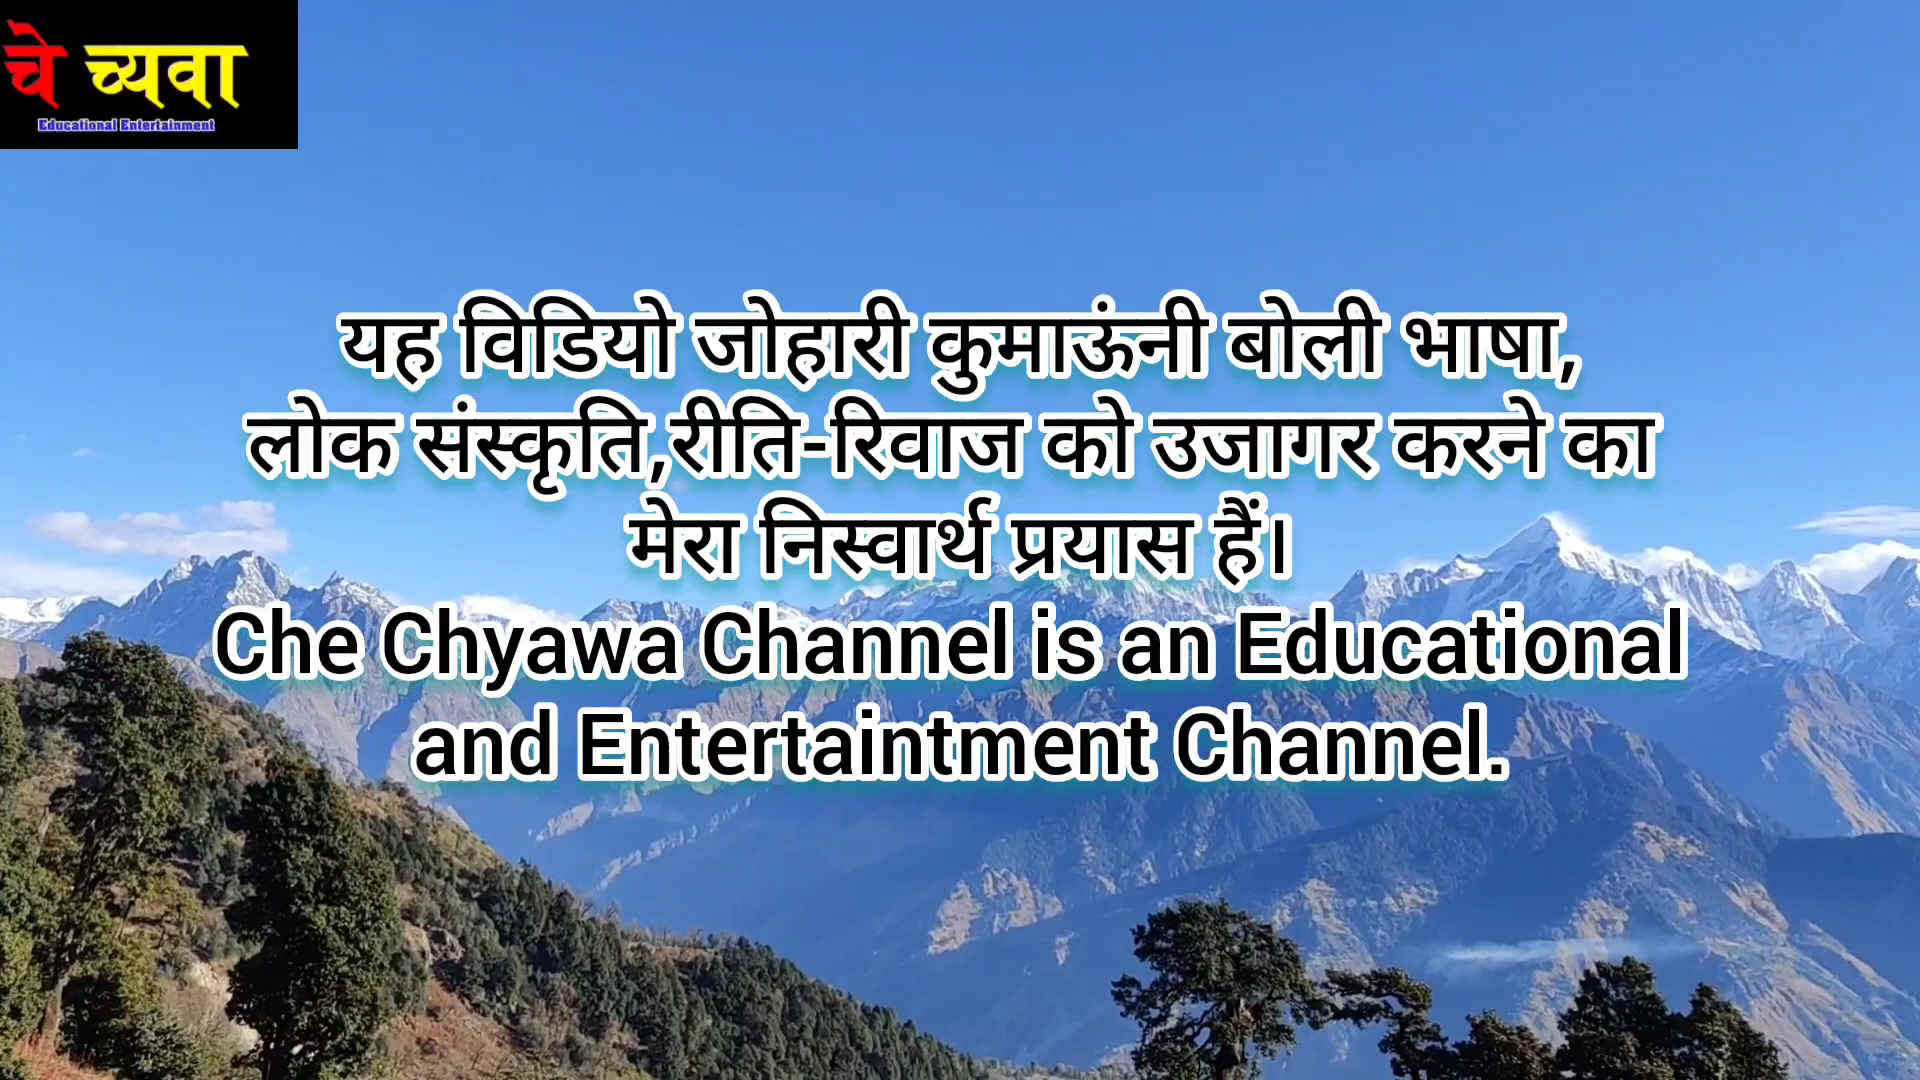 चे च्यवा
Educational Entertainment
यह विडियो जोहारी कुमाऊंनी बोली भाषा,
लोक संस्कृति,रीति-रिवाज को उजागर करने का
मेरा निस्वार्थ प्रयास हैं।
Che Chyawa Channel is an Educational
and Entertaintment Channel.